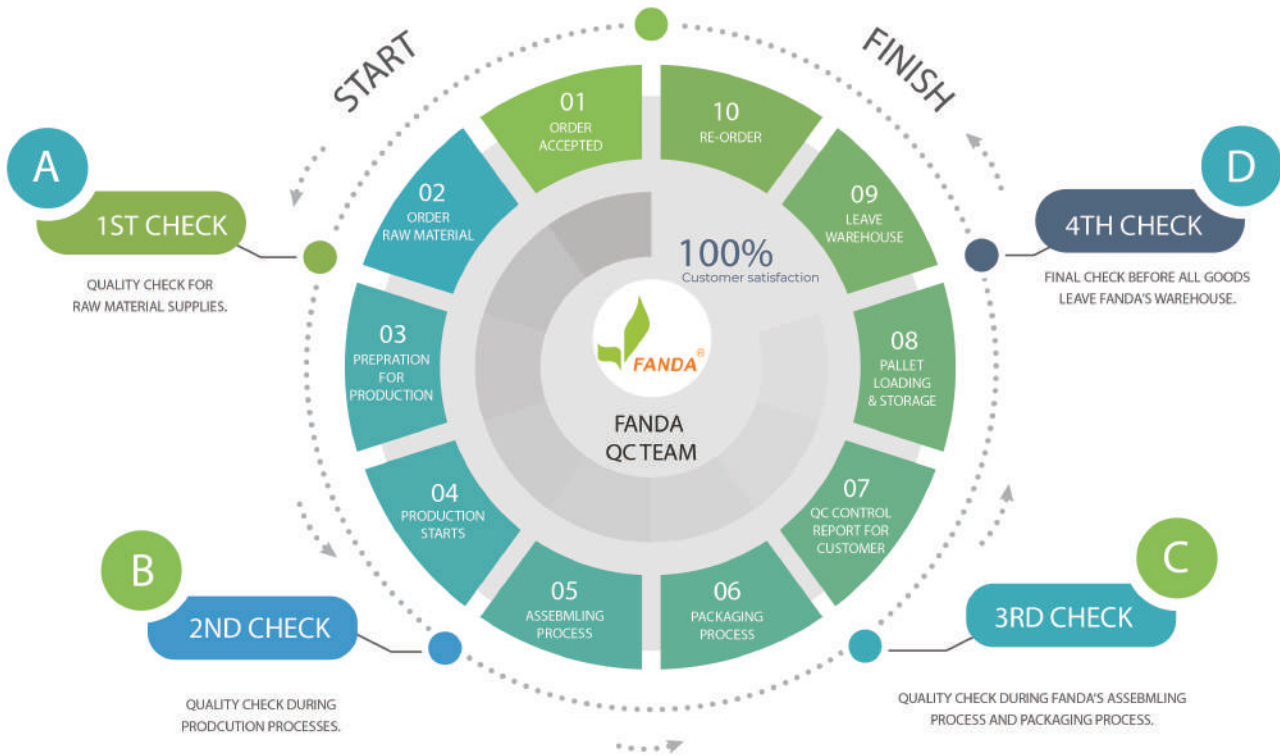 START
FINISH
01
ORDER
ACCEPTED
02
ORDER
RAW MATERIAL
03
PREPRATION
FOR
PRODUCTION
04
PRODUCTION
STARTS
05
ASSEBMLING
PROCESS
06
PACKAGING
PROCESS
07
QC CONTROL
REPORT FOR
CUSTOMER
08
PALLET
LOADING
& STORAGE
09
LEAVE
WAREHOUSE
10
RE-ORDER
100%
Customer satisfaction
FANDA®
FANDA
QC TEAM
A
1ST CHECK
QUALITY CHECK FOR
RAW MATERIAL SUPPLIES.
B
2ND CHECK
QUALITY CHECK DURING
PRODCUTION PROCESSES.
C
3RD CHECK
QUALITY CHECK DURING FANDA'S ASSEBMLING
PROCESS AND PACKAGING PROCESS.
D
4TH CHECK
FINAL CHECK BEFORE ALL GOODS
LEAVE FANDA'S WAREHOUSE.